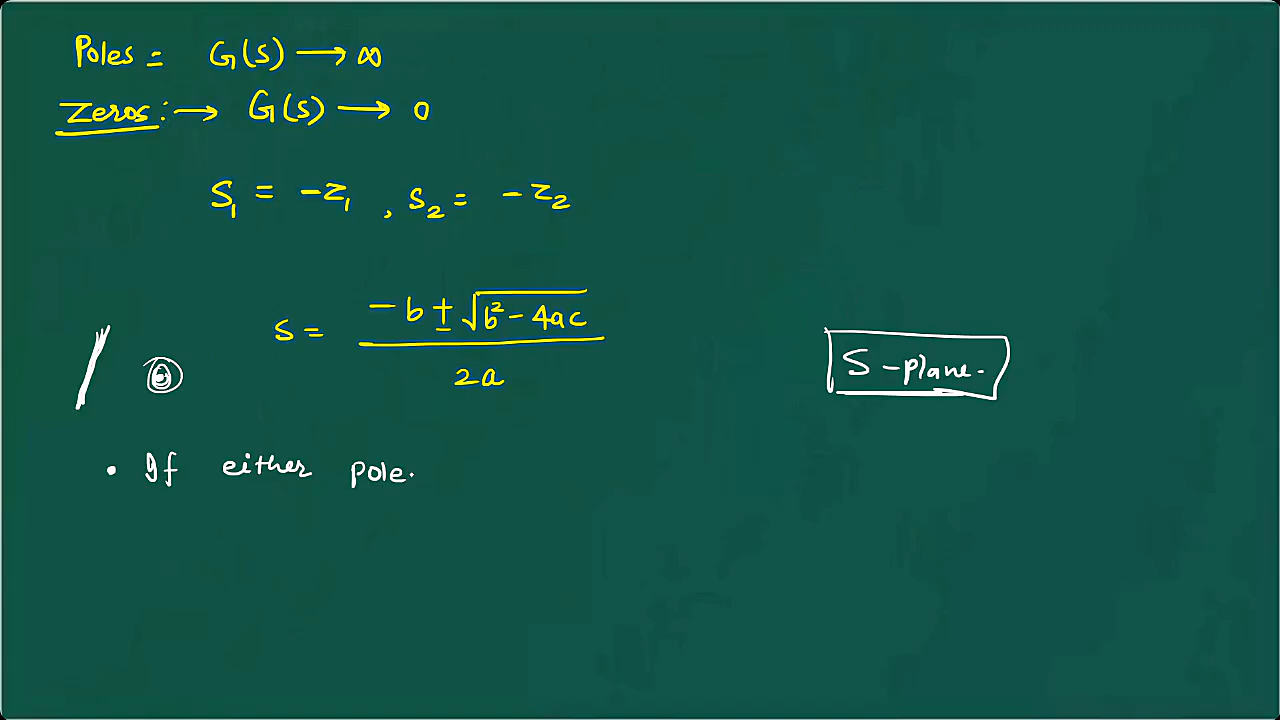 Poles = G(s) ⟶ ∞
Zeros :⟶ G(s) ⟶ 0
S₁ = -Z₁ , S₂ = -Z₂
S = (-b ± √(b² - 4ac)) / 2a
S -plane.
• If either pole.